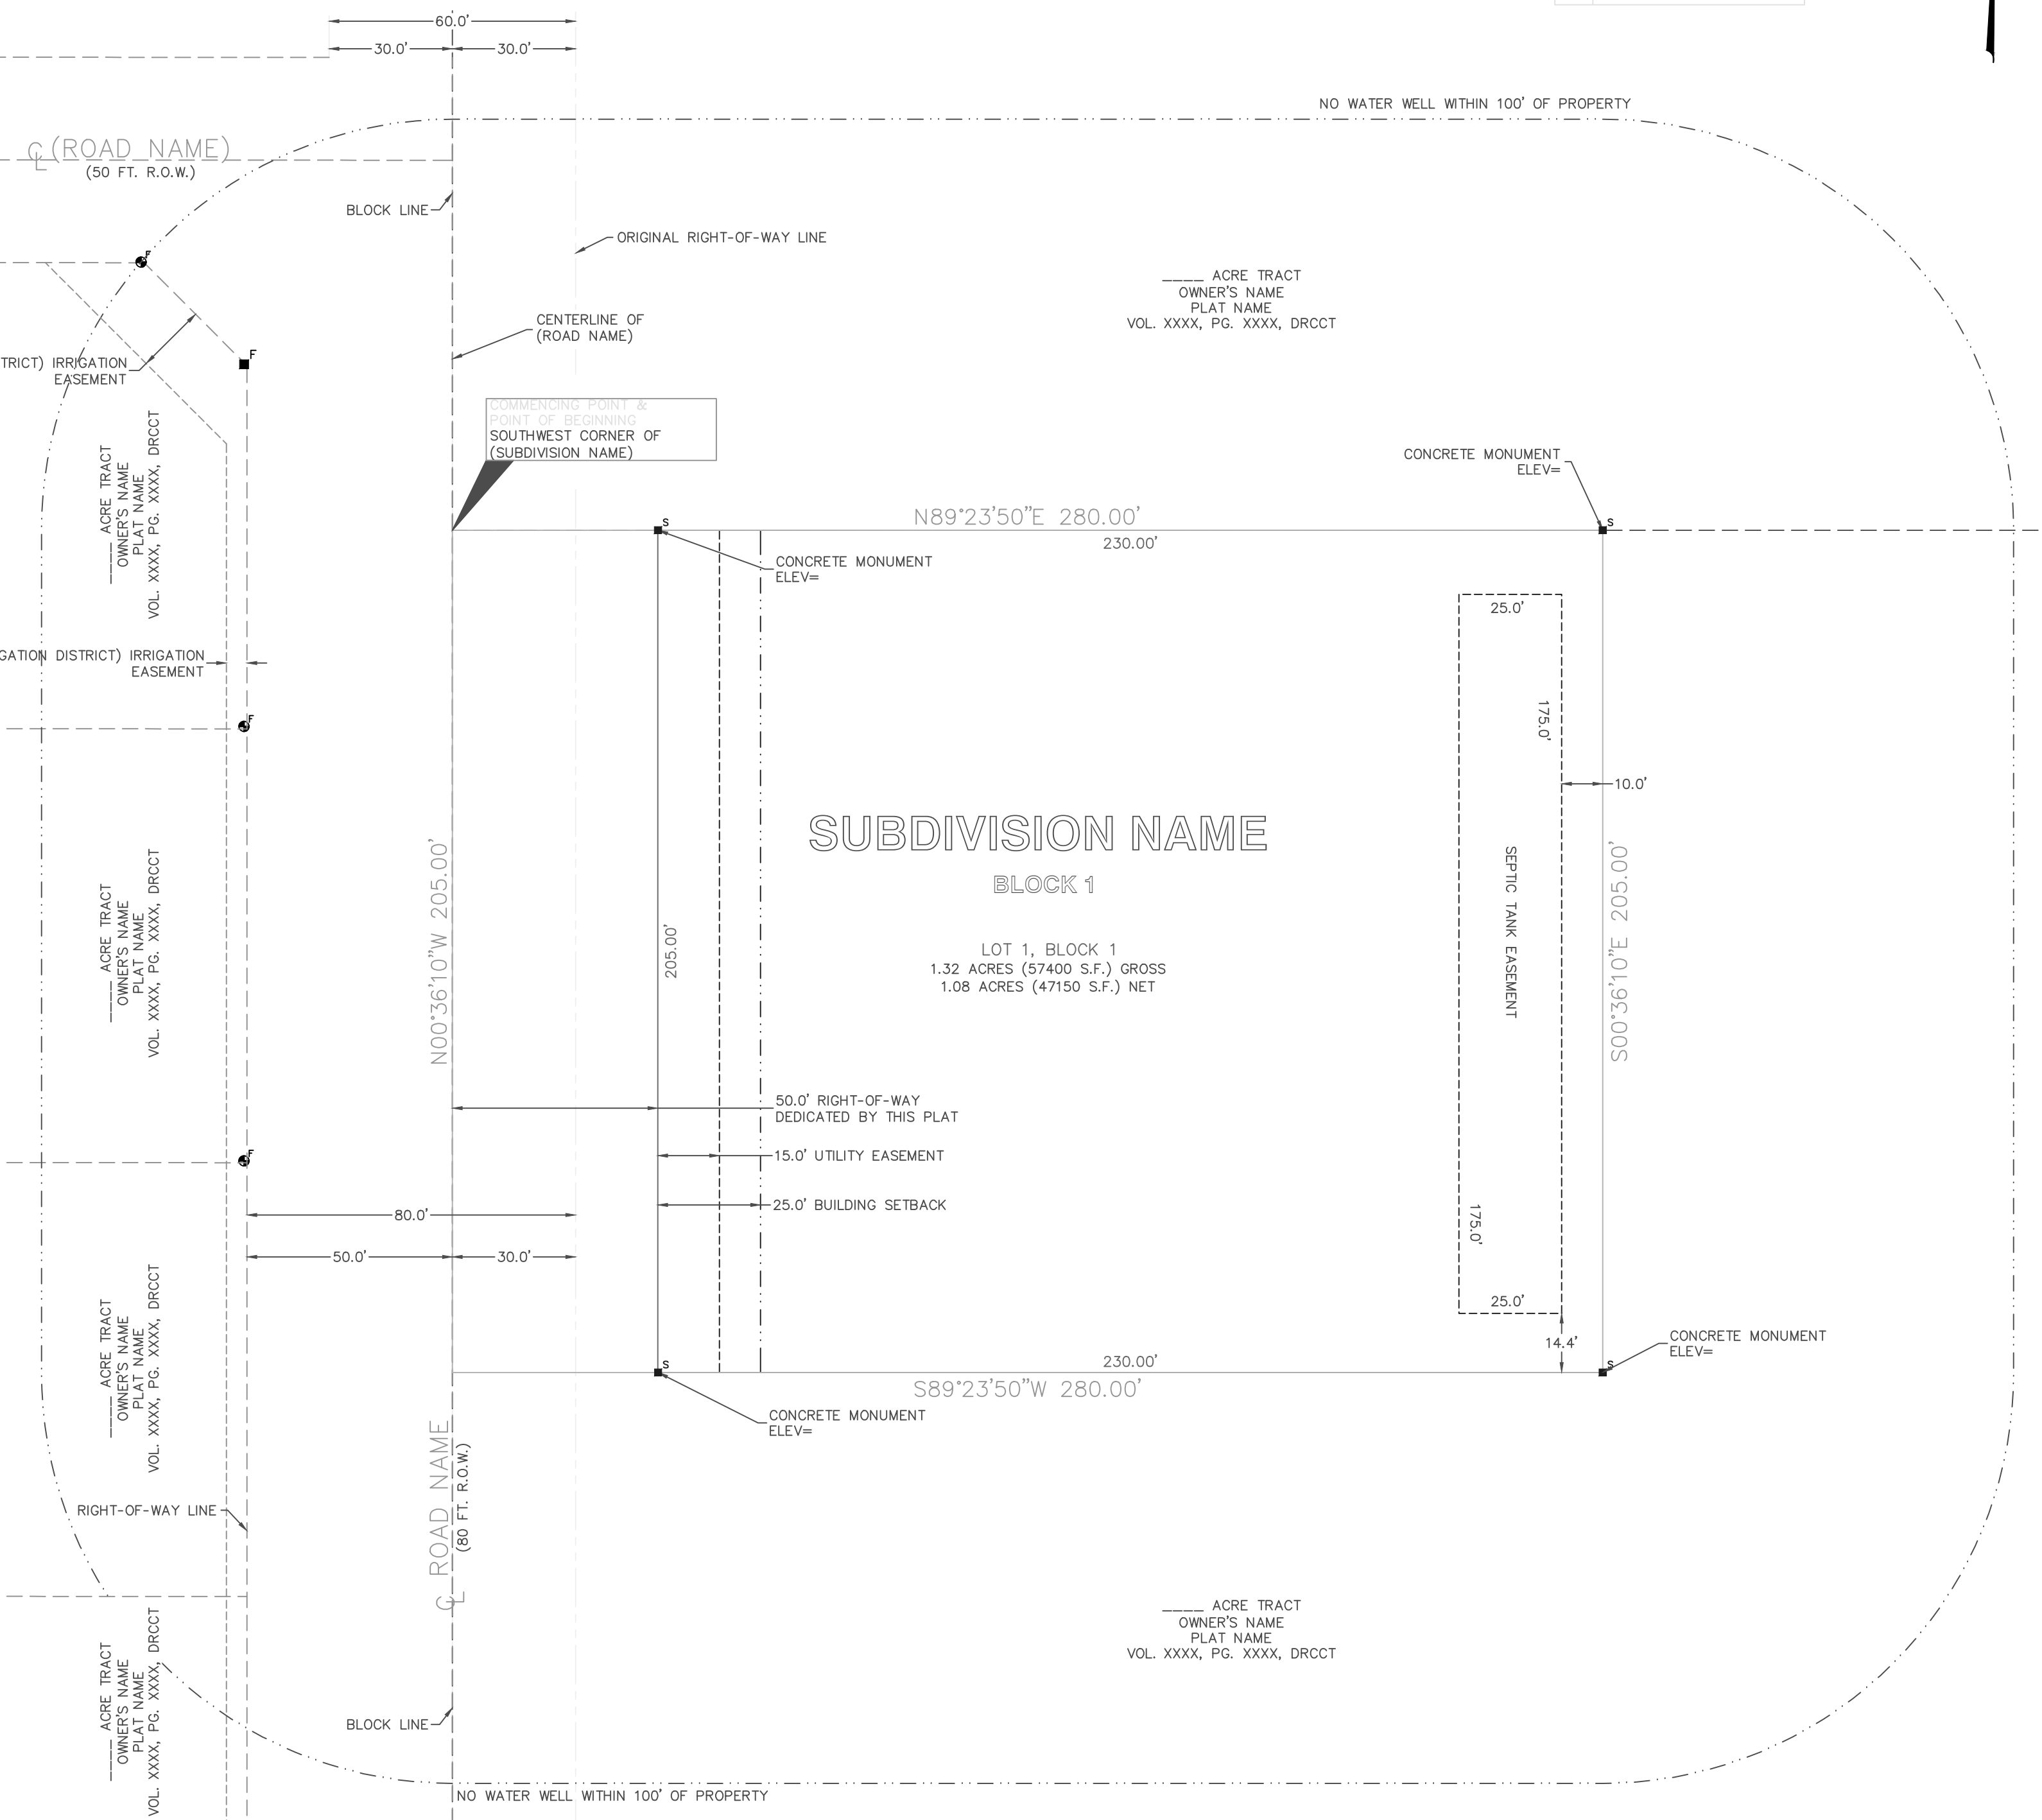 60.0'
30.0'
30.0'
NO WATER WELL WITHIN 100' OF PROPERTY
℄ (ROAD NAME)
(50 FT. R.O.W.)
BLOCK LINE
ORIGINAL RIGHT-OF-WAY LINE
____ ACRE TRACT
OWNER'S NAME
PLAT NAME
VOL. XXXX, PG. XXXX, DRCCT
CENTERLINE OF
(ROAD NAME)
F
F
TRICT) IRRIGATION
EASEMENT
COMMENCING POINT &
POINT OF BEGINNING
SOUTHWEST CORNER OF
(SUBDIVISION NAME)
____ ACRE TRACT
OWNER'S NAME
PLAT NAME
VOL. XXXX, PG. XXXX, DRCCT
CONCRETE MONUMENT
ELEV=
N89°23'50"E 280.00'
230.00'
S
S
CONCRETE MONUMENT
ELEV=
25.0'
GATION DISTRICT) IRRIGATION
EASEMENT
F
175.0'
10.0'
SUBDIVISION NAME
BLOCK 1
LOT 1, BLOCK 1
1.32 ACRES (57400 S.F.) GROSS
1.08 ACRES (47150 S.F.) NET
SEPTIC TANK EASEMENT
S00°36'10"E 205.00'
N00°36'10"W 205.00'
205.00'
____ ACRE TRACT
OWNER'S NAME
PLAT NAME
VOL. XXXX, PG. XXXX, DRCCT
50.0' RIGHT-OF-WAY
DEDICATED BY THIS PLAT
F
15.0' UTILITY EASEMENT
25.0' BUILDING SETBACK
80.0'
175.0'
50.0'
30.0'
25.0'
14.4'
CONCRETE MONUMENT
ELEV=
S
S
230.00'
S89°23'50"W 280.00'
CONCRETE MONUMENT
ELEV=
____ ACRE TRACT
OWNER'S NAME
PLAT NAME
VOL. XXXX, PG. XXXX, DRCCT
RIGHT-OF-WAY LINE
℄ ROAD NAME
(80 FT. R.O.W.)
____ ACRE TRACT
OWNER'S NAME
PLAT NAME
VOL. XXXX, PG. XXXX, DRCCT
____ ACRE TRACT
OWNER'S NAME
PLAT NAME
VOL. XXXX, PG. XXXX, DRCCT
BLOCK LINE
NO WATER WELL WITHIN 100' OF PROPERTY